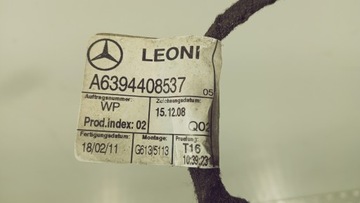 LEONI
A6394408537 05
Auftragsnummer: Zeichnungsdatum:
WP 15.12.08
Prod.index: 02 Q02
Fertigungsdatum: Montage: Prüfung:
18/02/11 G613/5113 T16
10:39:23